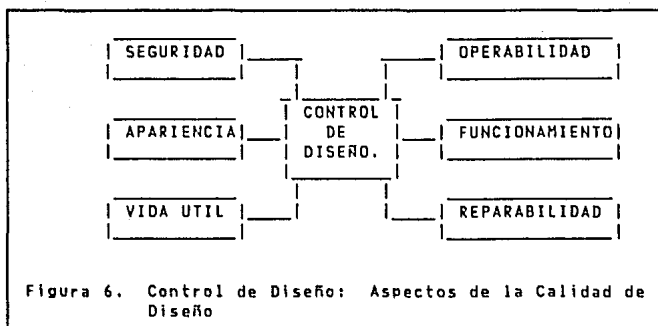 SEGURIDAD
OPERABILIDAD
CONTROL
DE
DISEÑO.
APARIENCIA
FUNCIONAMIENTO
VIDA UTIL
REPARABILIDAD
Figura 6. Control de Diseño: Aspectos de la Calidad de
Diseño